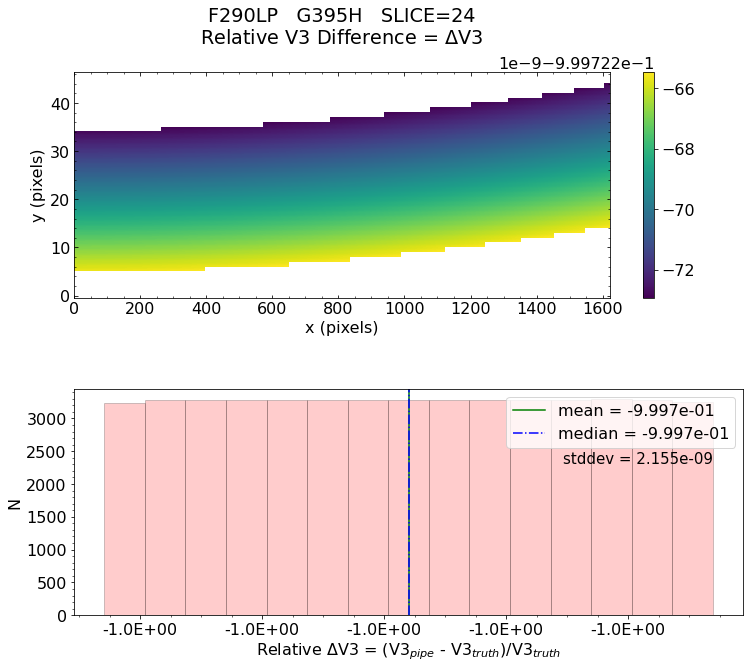 F290LP   G395H   SLICE=24
Relative V3 Difference = ΔV3
1e−9−9.99722e−1
40
30
20
10
0
y (pixels)
0 200 400 600 800 1000 1200 1400 1600
x (pixels)
−66
−68
−70
−72
3000
2500
2000
1500
1000
500
0
N
mean = -9.997e-01
median = -9.997e-01
stddev = 2.155e-09
-1.0E+00 -1.0E+00 -1.0E+00 -1.0E+00 -1.0E+00
Relative ΔV3 = (V3pipe - V3truth)/V3truth